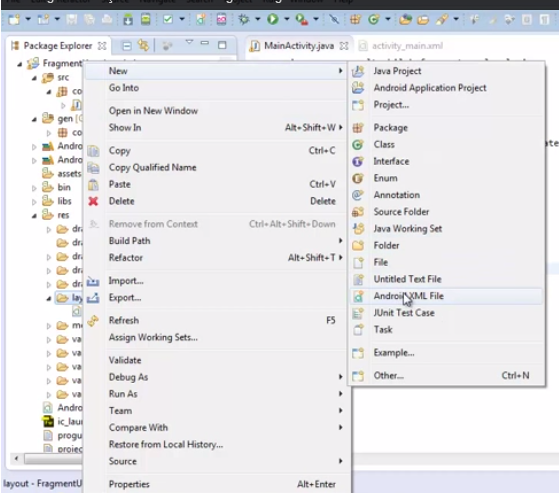 Package Explorer
MainActivity.java
activity_main.xml
Fragment
src
co
gen
co
Andro
Andro
assets
bin
libs
res
dra
dra
dra
dra
lay
va
va
va
va
va
Andro
ic_lau
progu
projec
New
Go Into
Open in New Window
Show In Alt+Shift+W
Copy Ctrl+C
Copy Qualified Name
Paste Ctrl+V
Delete Delete
Remove from Context Ctrl+Alt+Shift+Down
Build Path
Refactor Alt+Shift+T
Import...
Export...
Refresh F5
Assign Working Sets...
Validate
Debug As
Run As
Team
Compare With
Restore from Local History...
Source
Properties Alt+Enter
Java Project
Android Application Project
Project...
Package
Class
Interface
Enum
Annotation
Source Folder
Java Working Set
Folder
File
Untitled Text File
Android XML File
JUnit Test Case
Task
Example...
Other... Ctrl+N
ate
layout - FragmentU